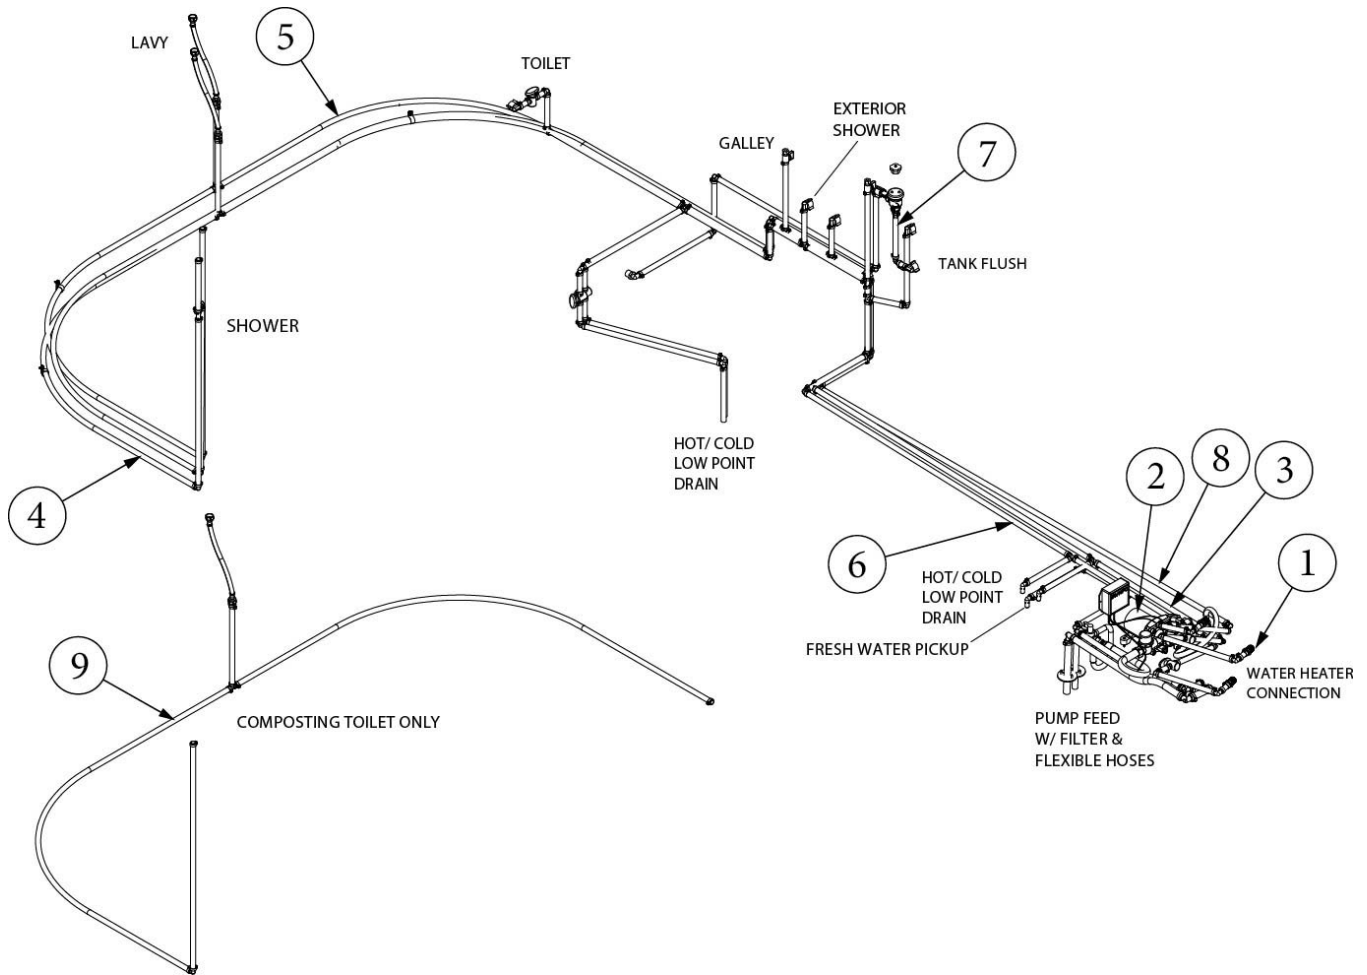 LAVY
5
TOILET
EXTERIOR
SHOWER
GALLEY
7
TANK FLUSH
SHOWER
HOT/ COLD
LOW POINT
DRAIN
4
2
8
3
6
1
HOT/ COLD
LOW POINT
DRAIN
FRESH WATER PICKUP
WATER HEATER
CONNECTION
PUMP FEED
W/ FILTER &
FLEXIBLE HOSES
9
COMPOSTING TOILET ONLY